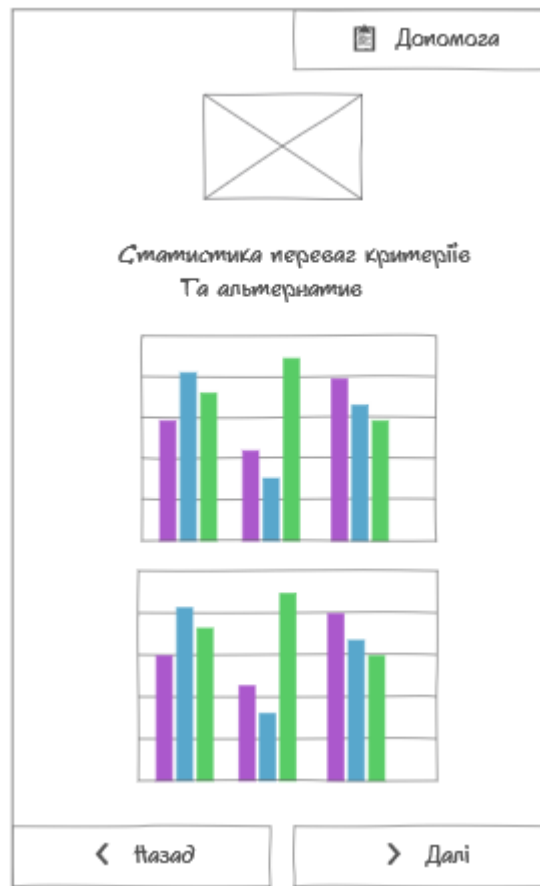 Допомога
Статистика переваг критеріїв
Та альтернатив
Назад
Далі